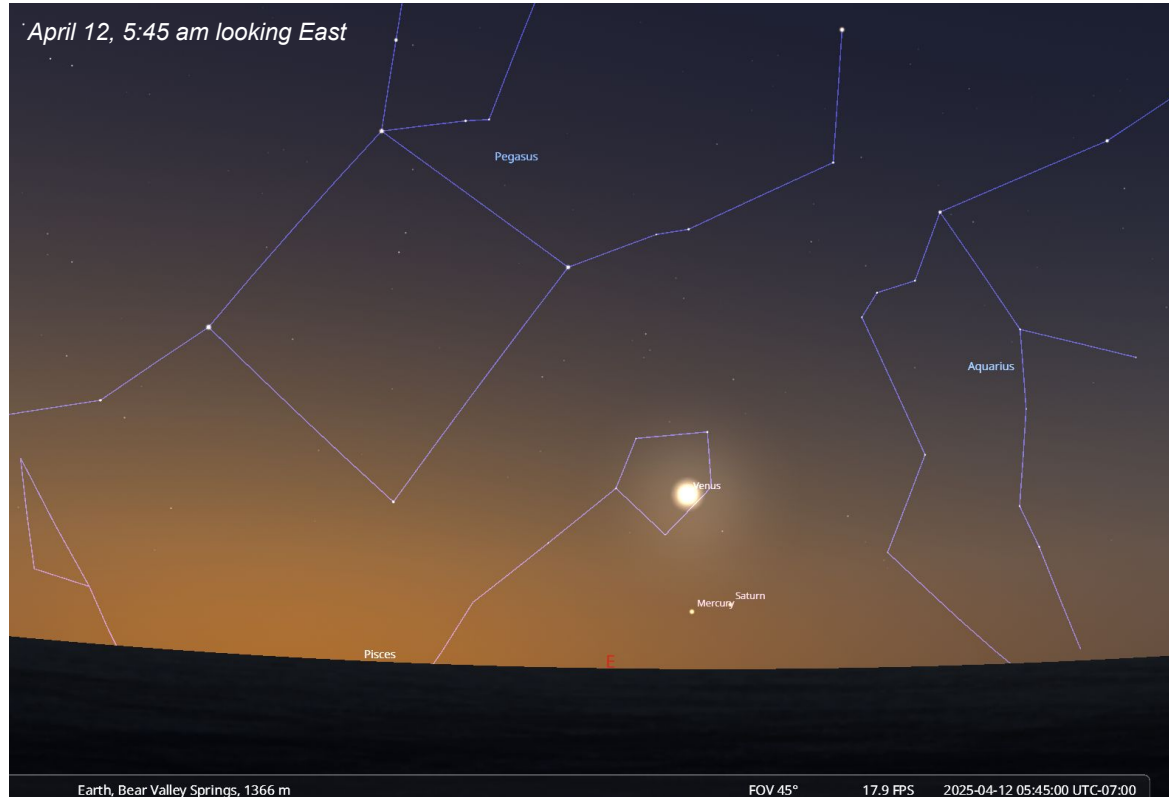 April 12, 5:45 am looking East
Pegasus
Aquarius
Venus
Saturn
Mercury
Pisces
E
Earth, Bear Valley Springs, 1366 m FOV 45° 17.9 FPS 2025-04-12 05:45:00 UTC-07:00